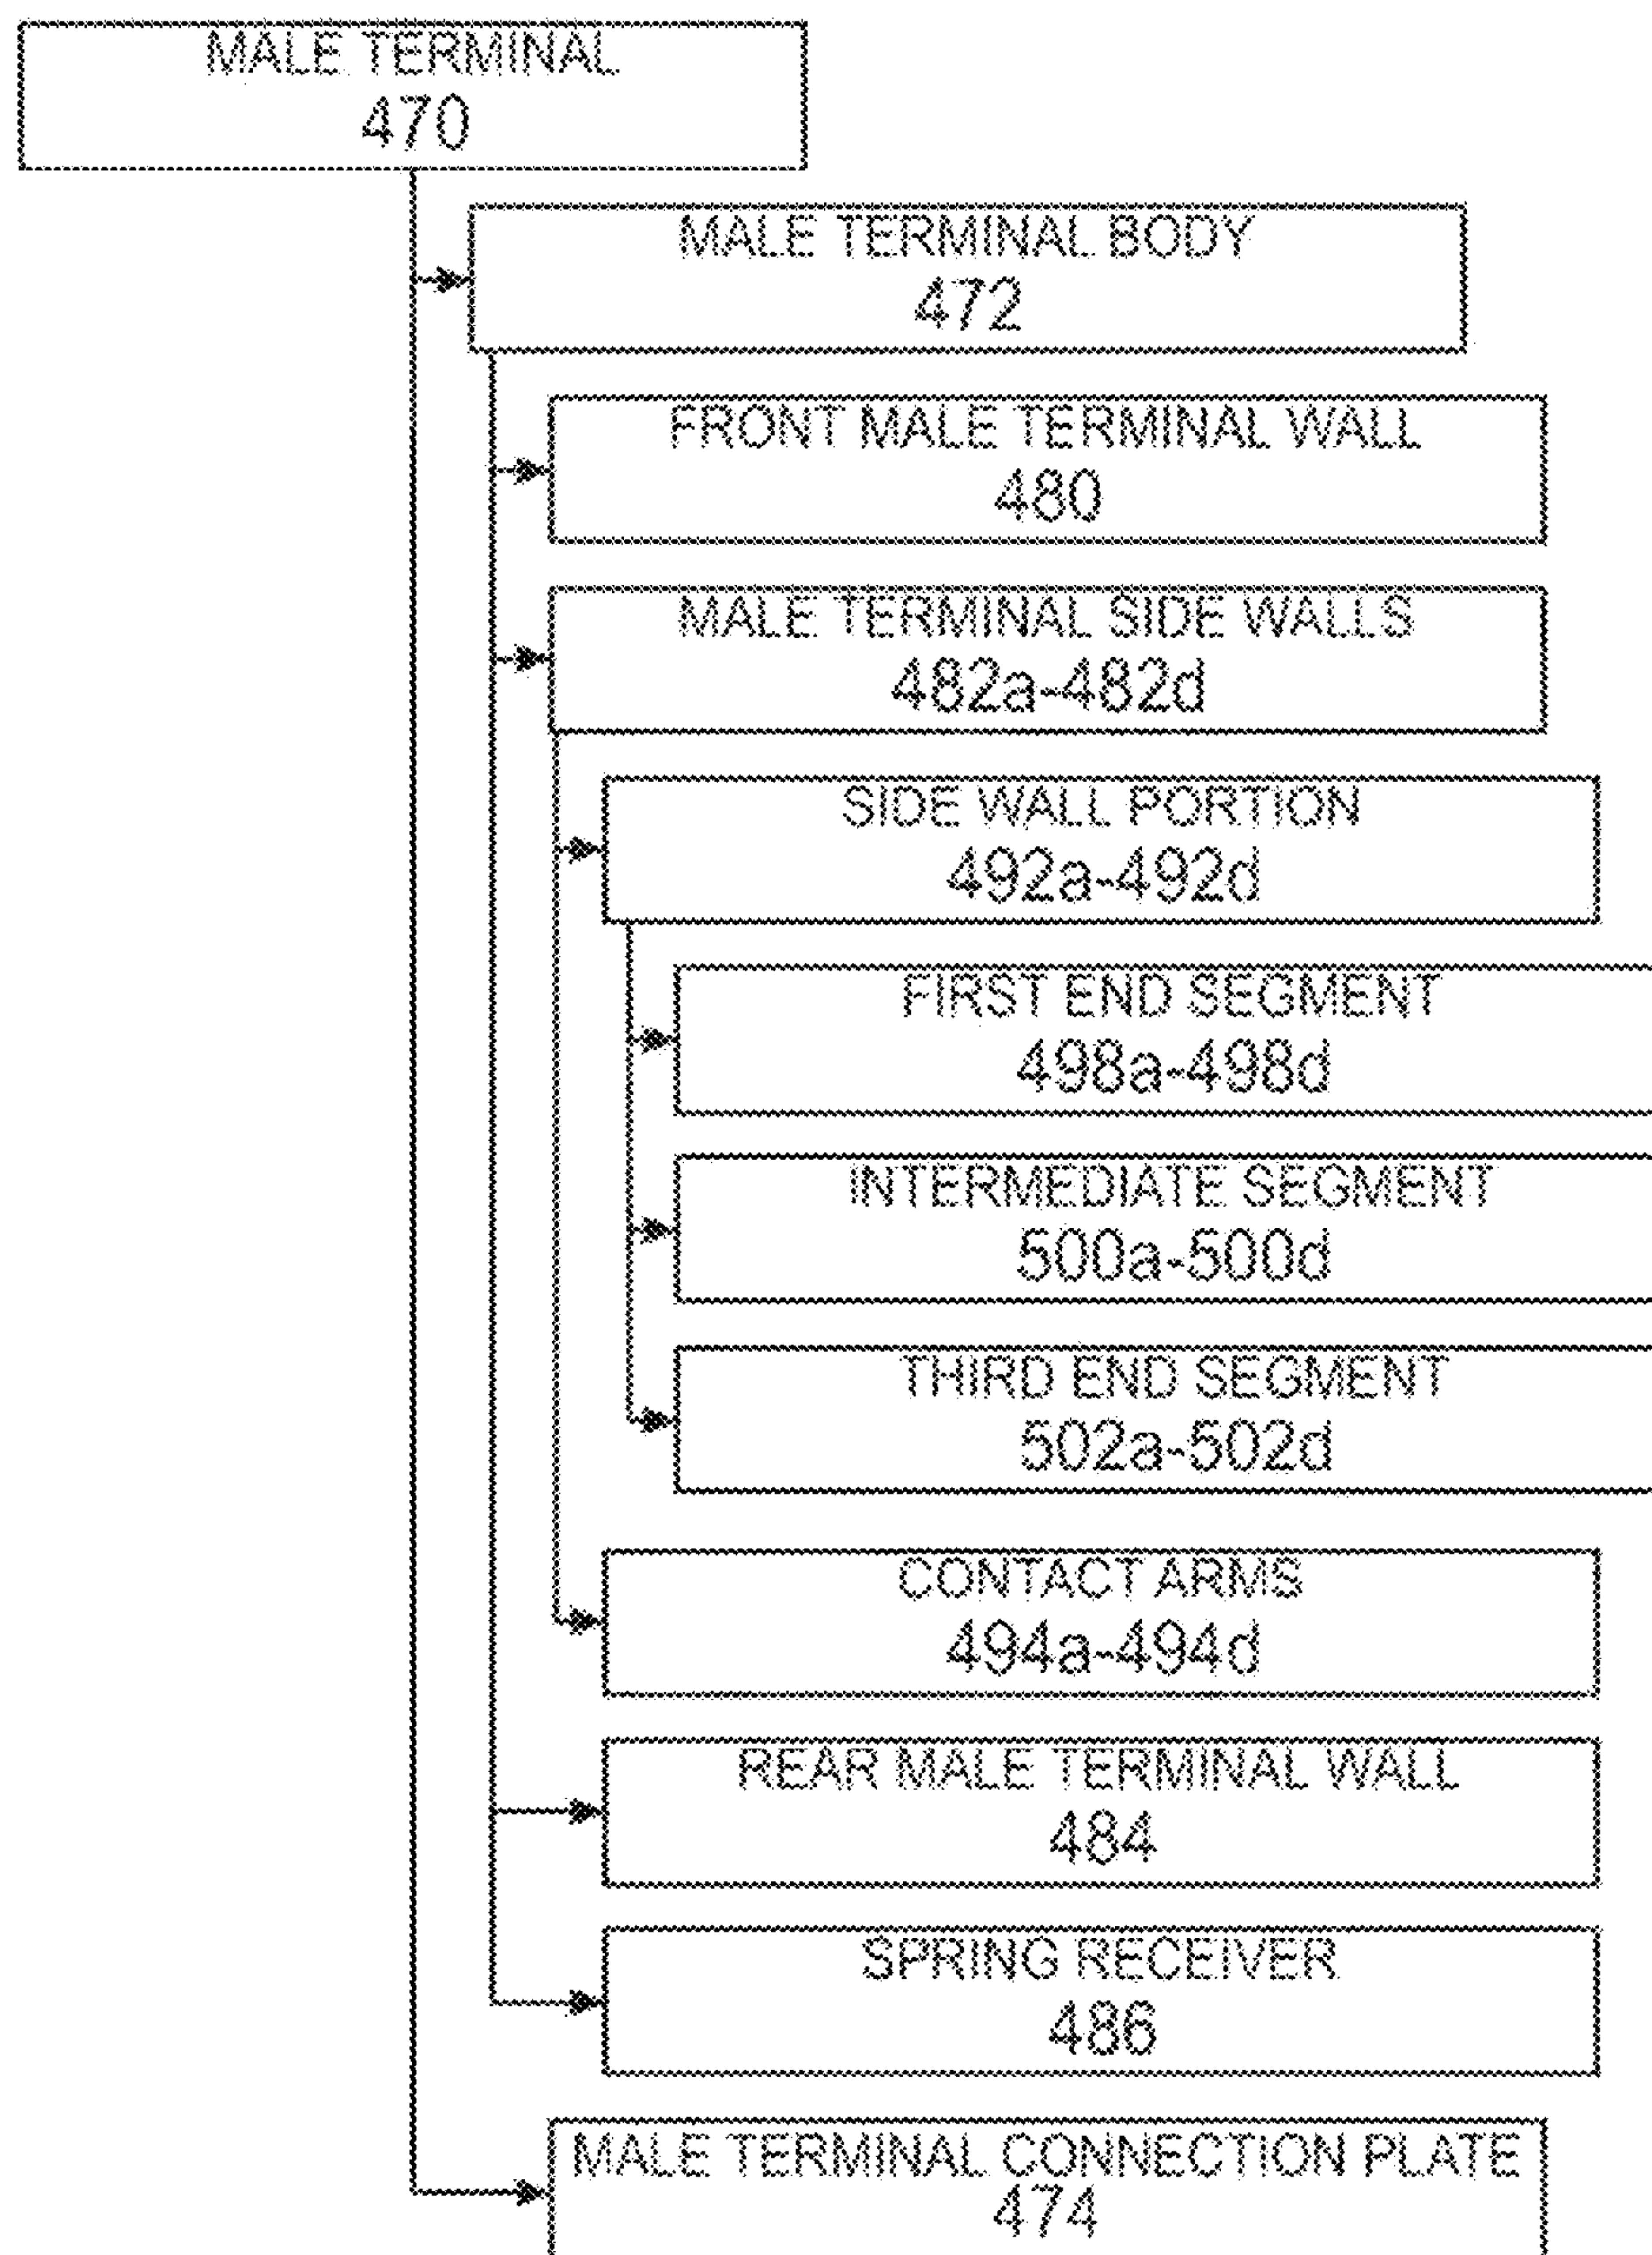 MALE TERMINAL
470
MALE TERMINAL BODY
472
FRONT MALE TERMINAL WALL
480
MALE TERMINAL SIDE WALLS
482a-482d
SIDE WALL PORTION
492a-492d
FIRST END SEGMENT
498a-498d
INTERMEDIATE SEGMENT
500a-500d
THIRD END SEGMENT
502a-502d
CONTACT ARMS
494a-494d
REAR MALE TERMINAL WALL
484
SPRING RECEIVER
486
MALE TERMINAL CONNECTION PLATE
474